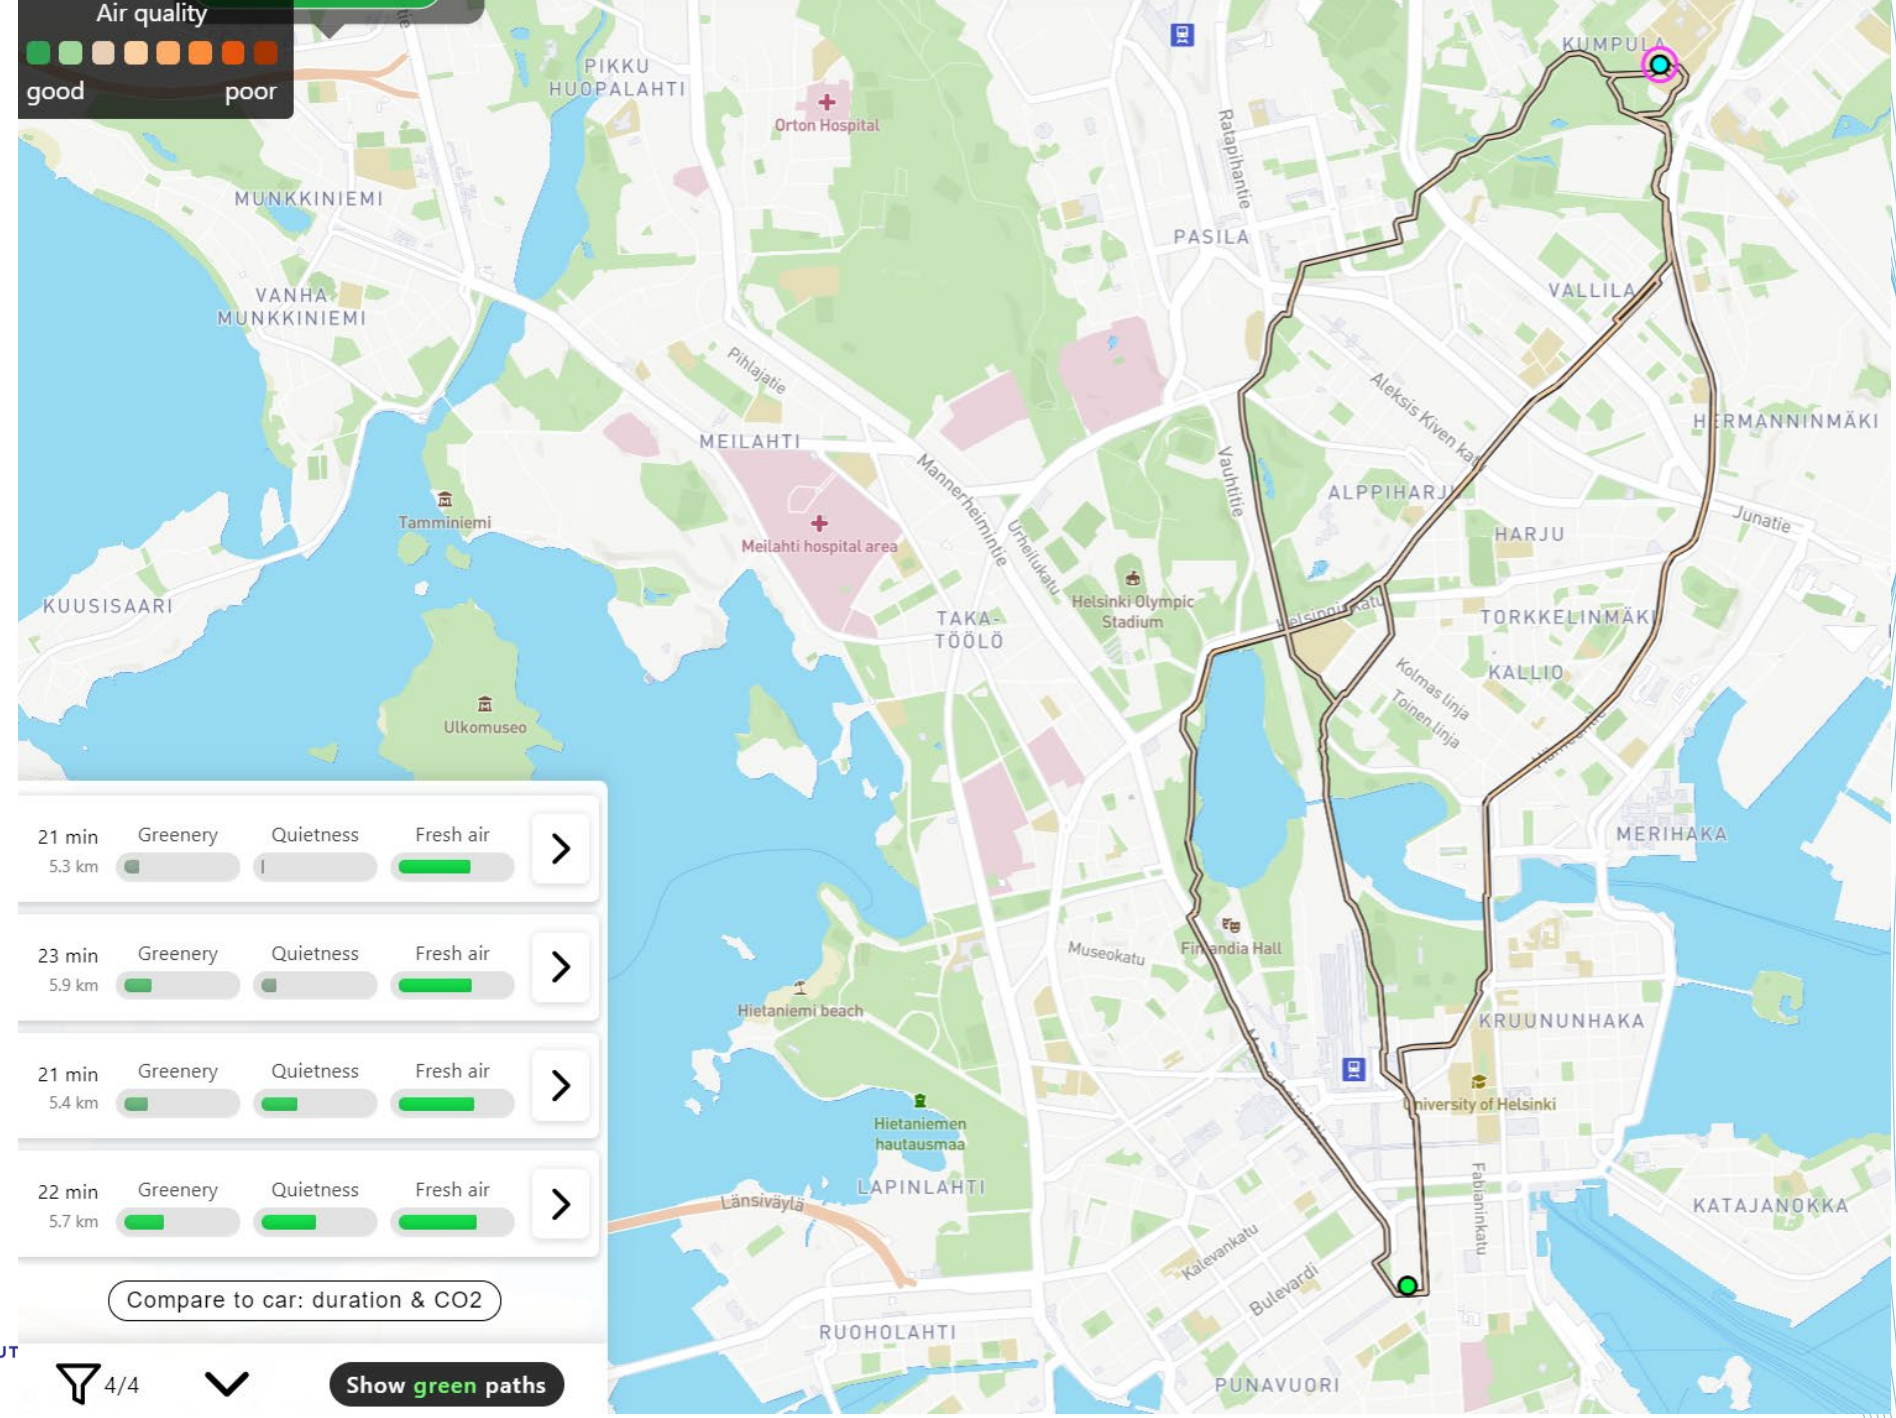 Air quality
good
poor
PIKKU
HUOPALAHTI
Orton Hospital
Ratapihantie
KUMPULA
MUNKKINIEMI
PASILA
VANHA
MUNKKINIEMI
VALLILA
Pihlajatie
Aleksis Kiven katu
HERMANNINMÄKI
MEILAHTI
Mannerheimintie
Vauhtitie
ALPPIHARJU
Tamminiemi
Urheilukatu
HARJU
Junatie
Meilahti hospital area
KUUSISAARI
Helsinki Olympic
Stadium
Helsinginkatu
TAKA-
TÖÖLÖ
TORKKELINMÄKI
KALLIO
Kolmas linja
Toinen linja
Ulkomuseo
Hämeentie
MERIHAKA
21 min
5.3 km
Greenery
Quietness
Fresh air
23 min
5.9 km
Greenery
Quietness
Fresh air
21 min
5.4 km
Greenery
Quietness
Fresh air
22 min
5.7 km
Greenery
Quietness
Fresh air
Compare to car: duration & CO2
4/4
Show green paths
Museokatu
Finlandia Hall
Hietaniemi beach
KRUUNUNHAKA
Mannerheimintie
University of Helsinki
Hietaniemen
hautausmaa
LAPINLAHTI
Länsiväylä
Fabianinkatu
KATAJANOKKA
Kalevankatu
Bulevardi
RUOHOLAHTI
PUNAVUORI